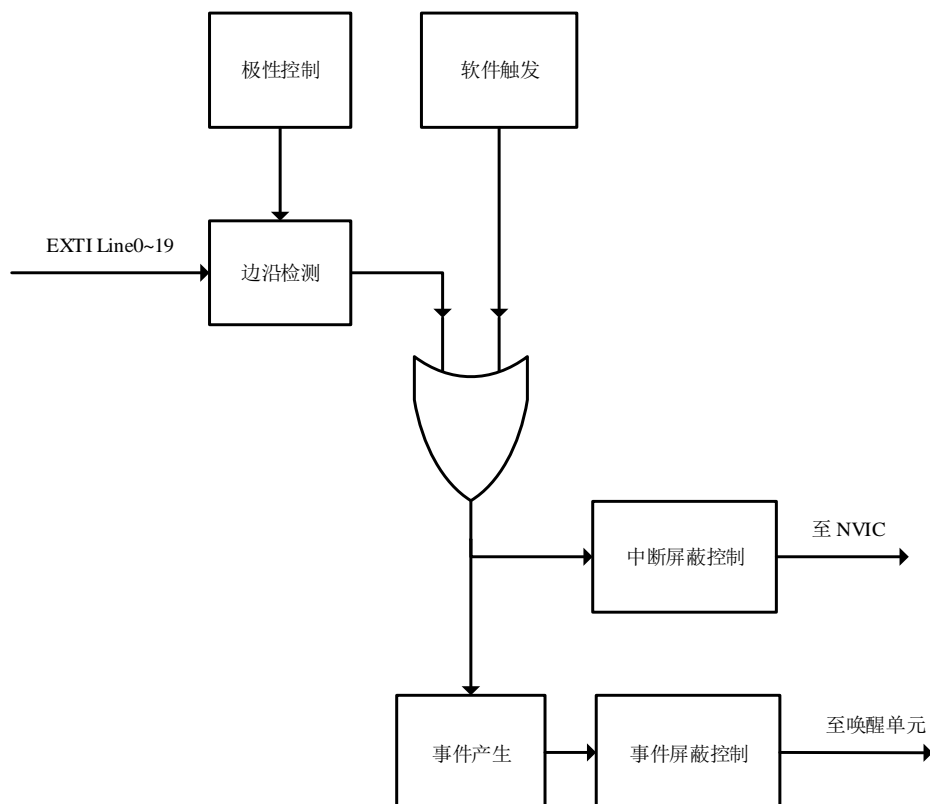 极性控制
软件触发
EXTI Line0~19
边沿检测
至 NVIC
中断屏蔽控制
至唤醒单元
事件产生
事件屏蔽控制